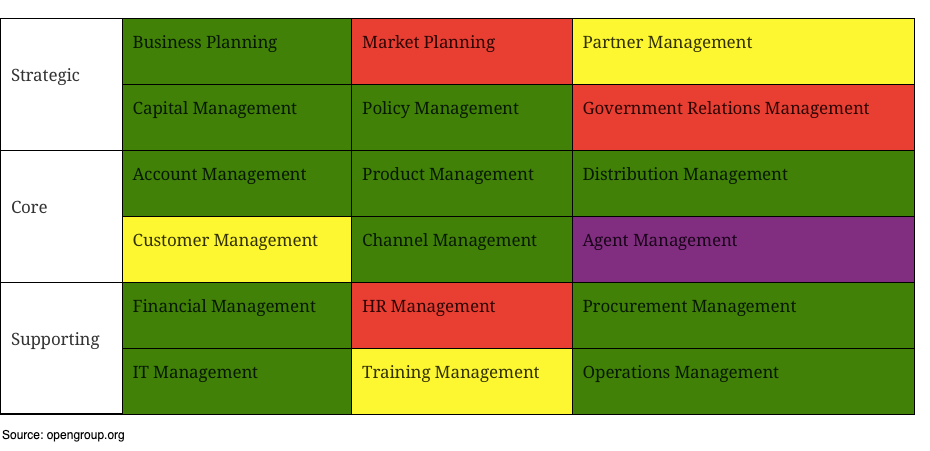 Strategic
Business Planning
Market Planning
Partner Management
Capital Management
Policy Management
Government Relations Management
Core
Account Management
Product Management
Distribution Management
Customer Management
Channel Management
Agent Management
Supporting
Financial Management
HR Management
Procurement Management
IT Management
Training Management
Operations Management
Source: opengroup.org